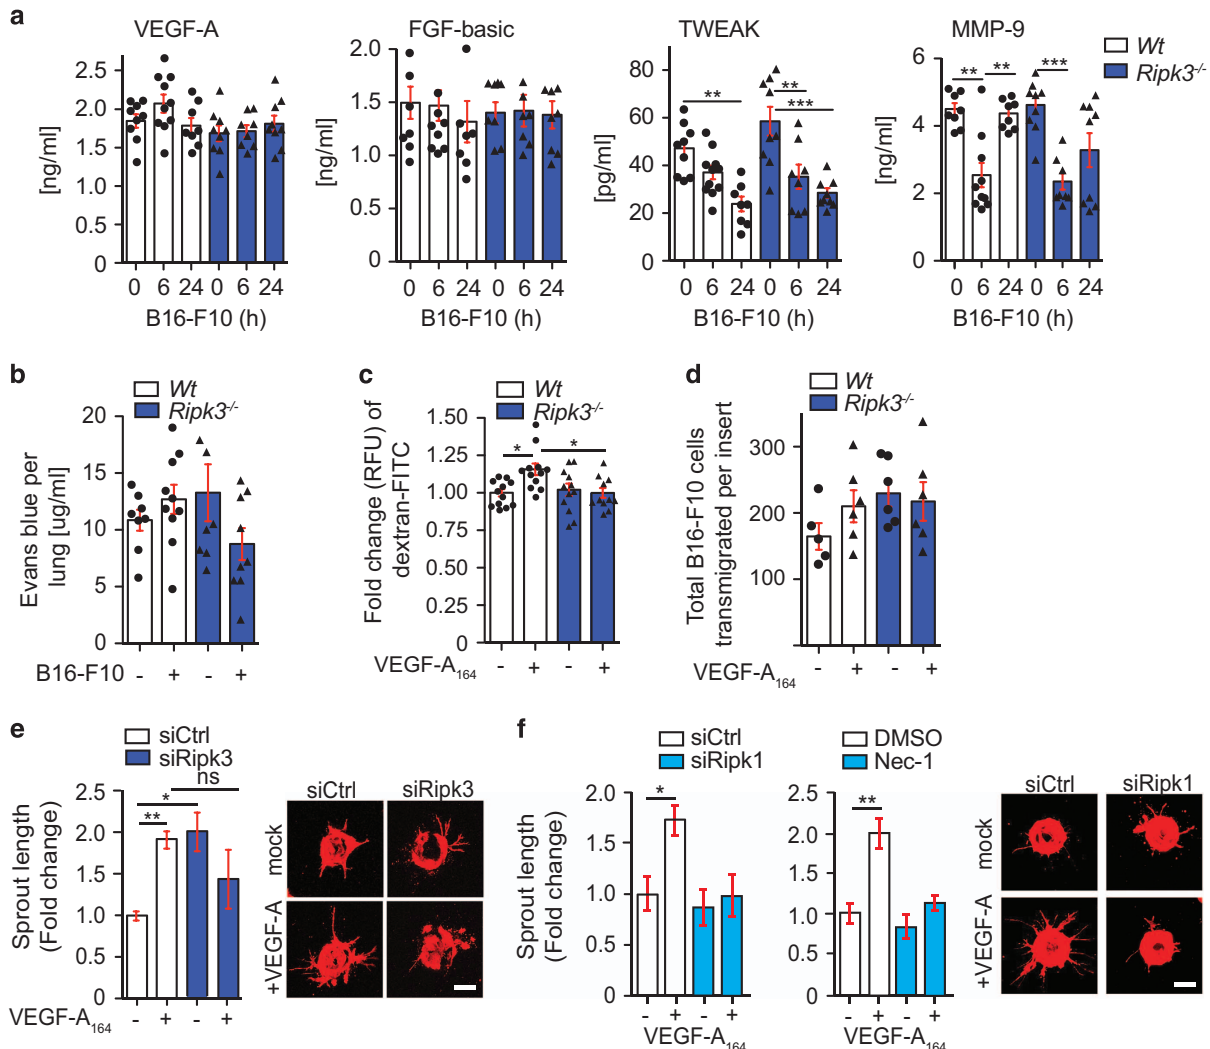 a
VEGF-A
FGF-basic
TWEAK
MMP-9
Wt
Ripk3-/-
[ng/ml]
2.5
2.0
1.5
1.0
0.5
0
0 6 24 0 6 24
B16-F10 (h)
[ng/ml]
2.0
1.5
1.0
0.5
0
0 6 24 0 6 24
B16-F10 (h)
[pg/ml]
80
60
40
20
0
** ** ***
0 6 24 0 6 24
B16-F10 (h)
[ng/ml]
6
4
2
0
** ** ***
0 6 24 0 6 24
B16-F10 (h)
b
Wt
Ripk3-/-
Evans blue per
lung [ug/ml]
20
15
10
5
0
B16-F10 - + - +
c
Wt
Ripk3-/-
Fold change (RFU) of
dextran-FITC
1.50
1.25
1.00
0.75
0.50
0.25
0
* *
VEGF-A164 - + - +
d
Wt
Ripk3-/-
Total B16-F10 cells
transmigrated per insert
300
200
100
VEGF-A164 - + - +
e
siCtrl
siRipk3
ns
*
**
Sprout length
(Fold change)
2.5
2.0
1.5
1.0
0.5
0
VEGF-A164 - + - +
siCtrl siRipk3
mock
+VEGF-A
f
siCtrl
siRipk1
Sprout length
(Fold change)
2.0
1.5
1.0
0.5
0
*
- + - +
VEGF-A164
DMSO
Nec-1
2.5
2.0
1.5
1.0
0.5
0
**
- + - +
VEGF-A164
siCtrl siRipk1
mock
+VEGF-A